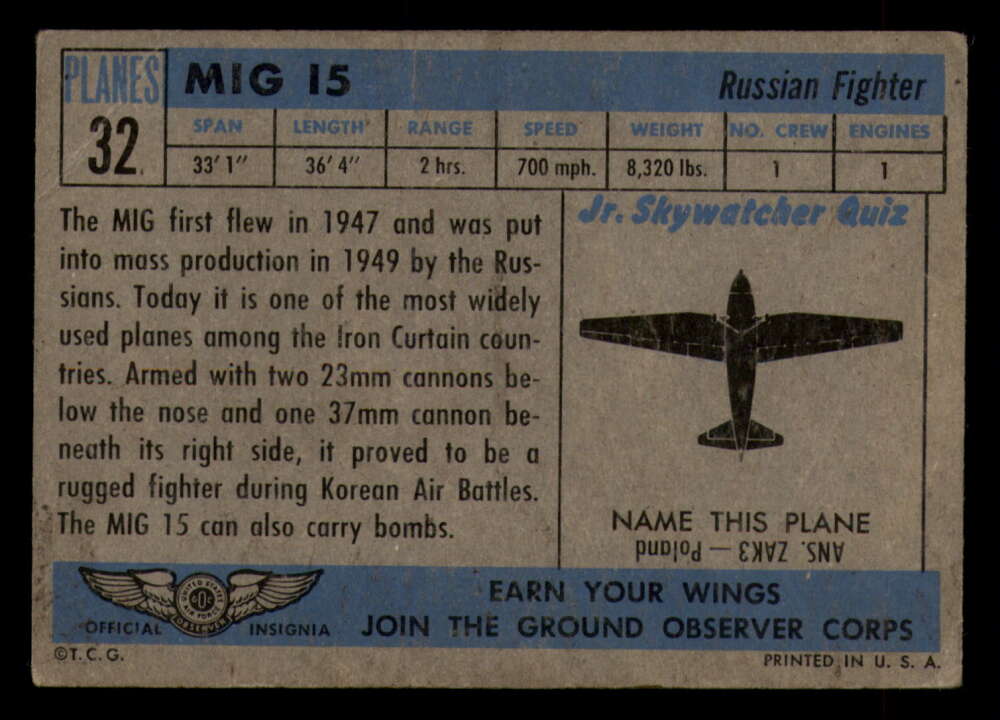 PLANES
32
MIG 15
Russian Fighter
SPAN LENGTH RANGE SPEED WEIGHT NO. CREW ENGINES
33' 1" 36' 4" 2 hrs. 700 mph. 8,320 lbs. 1 1
The MIG first flew in 1947 and was put
into mass production in 1949 by the Rus-
sians. Today it is one of the most widely
used planes among the Iron Curtain coun-
tries. Armed with two 23mm cannons be-
low the nose and one 37mm cannon be-
neath its right side, it proved to be a
rugged fighter during Korean Air Battles.
The MIG 15 can also carry bombs.
Jr. Skywatcher Quiz
NAME THIS PLANE
ANS. ZAK3 — Poland
UNITED STATES
AIR FORCE
O
OBSERVER
OFFICIAL INSIGNIA
EARN YOUR WINGS
JOIN THE GROUND OBSERVER CORPS
©T.C.G.
PRINTED IN U. S. A.